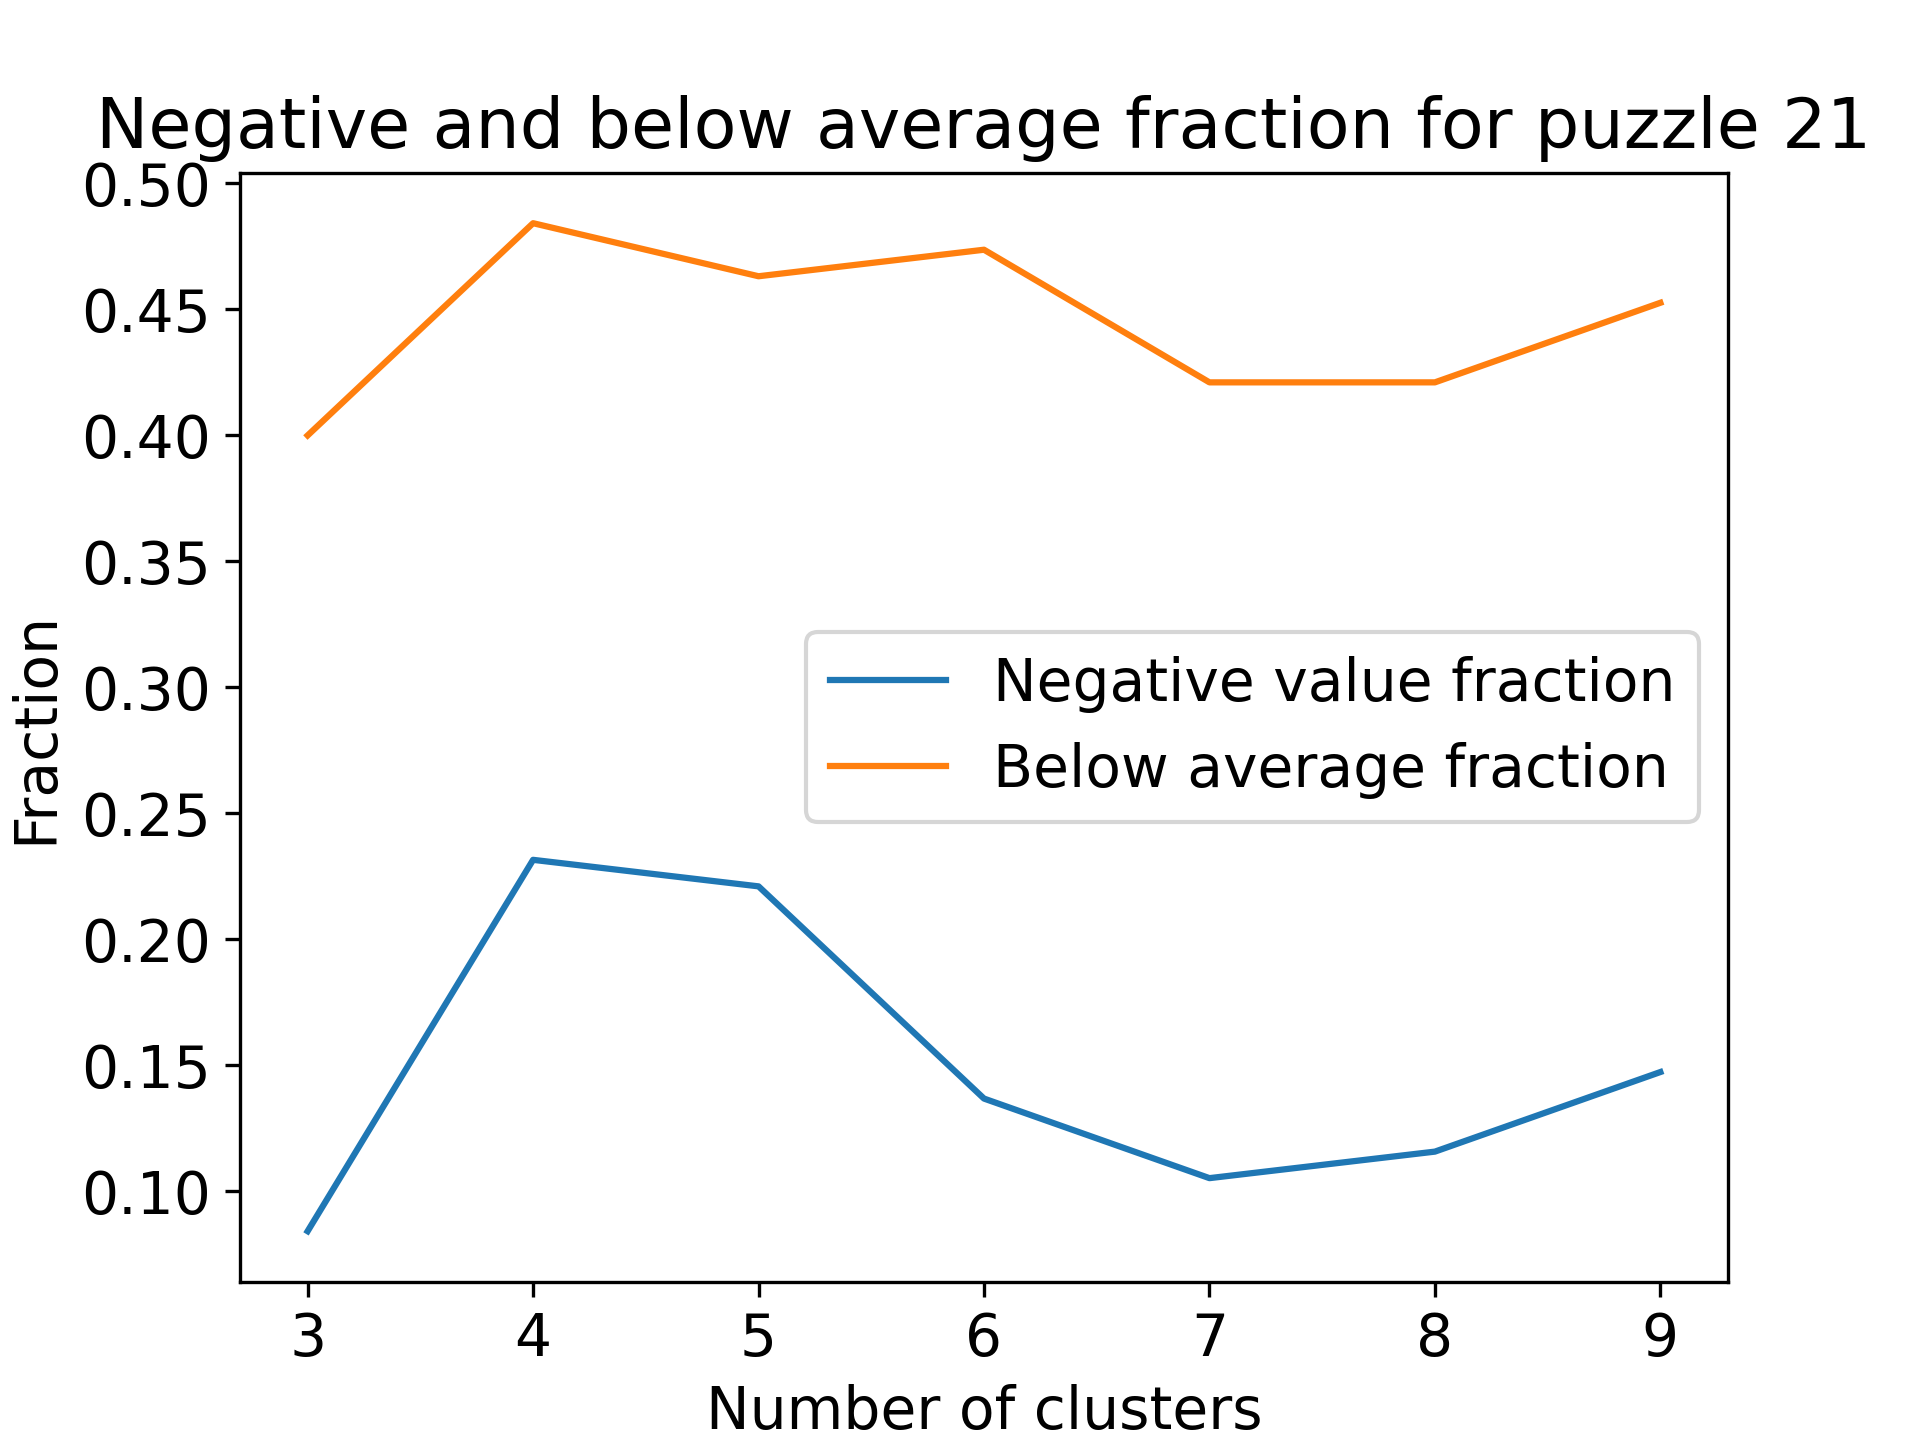 Negative and below average fraction for puzzle 21
0.50
0.45
0.40
0.35
0.30
0.25
0.20
0.15
0.10
Fraction
Negative value fraction
Below average fraction
3 4 5 6 7 8 9
Number of clusters